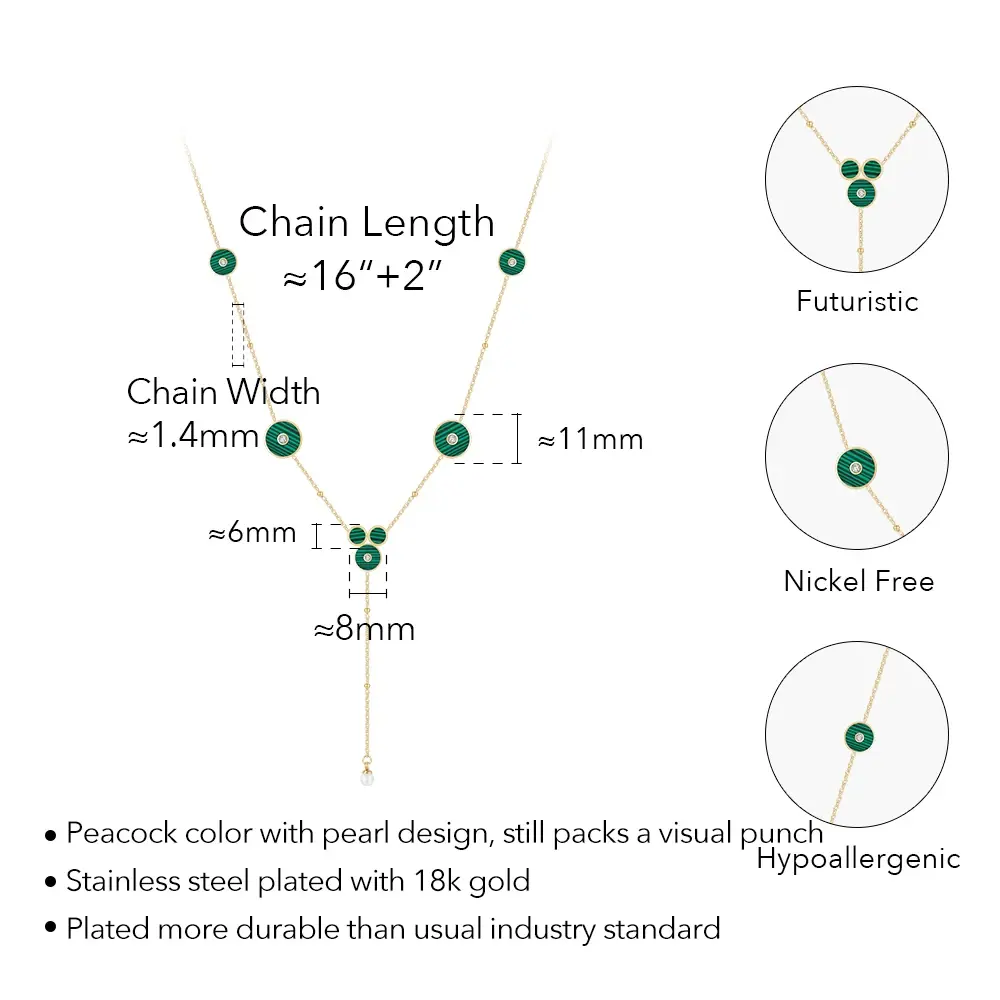 Chain Length
≈16“+2”
Chain Width
≈1.4mm
≈11mm
≈6mm
≈8mm
Futuristic
Nickel Free
Hypoallergenic
• Peacock color with pearl design, still packs a visual punch
• Stainless steel plated with 18k gold
• Plated more durable than usual industry standard